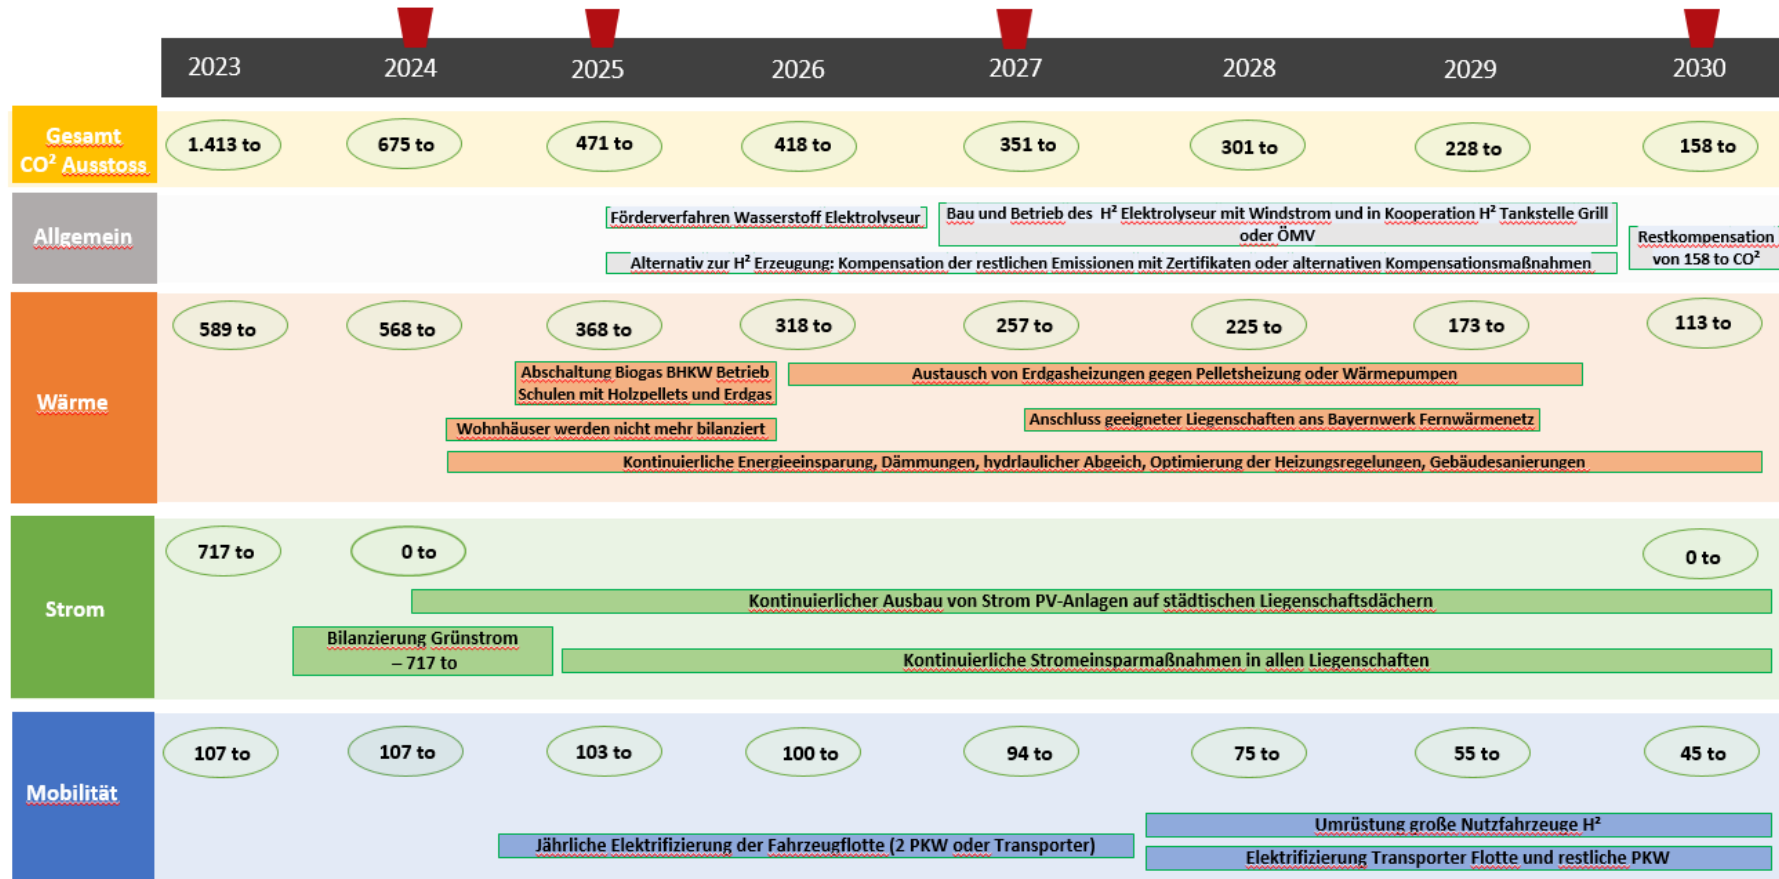 2023 2024 2025 2026 2027 2028 2029 2030
Gesamt
CO² Ausstoss
1.413 to 675 to 471 to 418 to 351 to 301 to 228 to 158 to
Allgemein
Förderverfahren Wasserstoff Elektrolyseur
Bau und Betrieb des H² Elektrolyseur mit Windstrom und in Kooperation H² Tankstelle Grill
oder ÖMV
Alternativ zur H² Erzeugung: Kompensation der restlichen Emissionen mit Zertifikaten oder alternativen Kompensationsmaßnahmen
Restkompensation
von 158 to CO²
Wärme
589 to 568 to 368 to 318 to 257 to 225 to 173 to 113 to
Abschaltung Biogas BHKW Betrieb
Schulen mit Holzpellets und Erdgas
Austausch von Erdgasheizungen gegen Pelletsheizung oder Wärmepumpen
Wohnhäuser werden nicht mehr bilanziert
Anschluss geeigneter Liegenschaften ans Bayernwerk Fernwärmenetz
Kontinuierliche Energieeinsparung, Dämmungen, hydrlaulicher Abgeich, Optimierung der Heizungsregelungen, Gebäudesanierungen
Strom
717 to 0 to 0 to
Kontinuierlicher Ausbau von Strom PV-Anlagen auf städtischen Liegenschaftsdächern
Bilanzierung Grünstrom
– 717 to
Kontinuierliche Stromeinsparmaßnahmen in allen Liegenschaften
Mobilität
107 to 107 to 103 to 100 to 94 to 75 to 55 to 45 to
Jährliche Elektrifizierung der Fahrzeugflotte (2 PKW oder Transporter)
Umrüstung große Nutzfahrzeuge H²
Elektrifizierung Transporter Flotte und restliche PKW